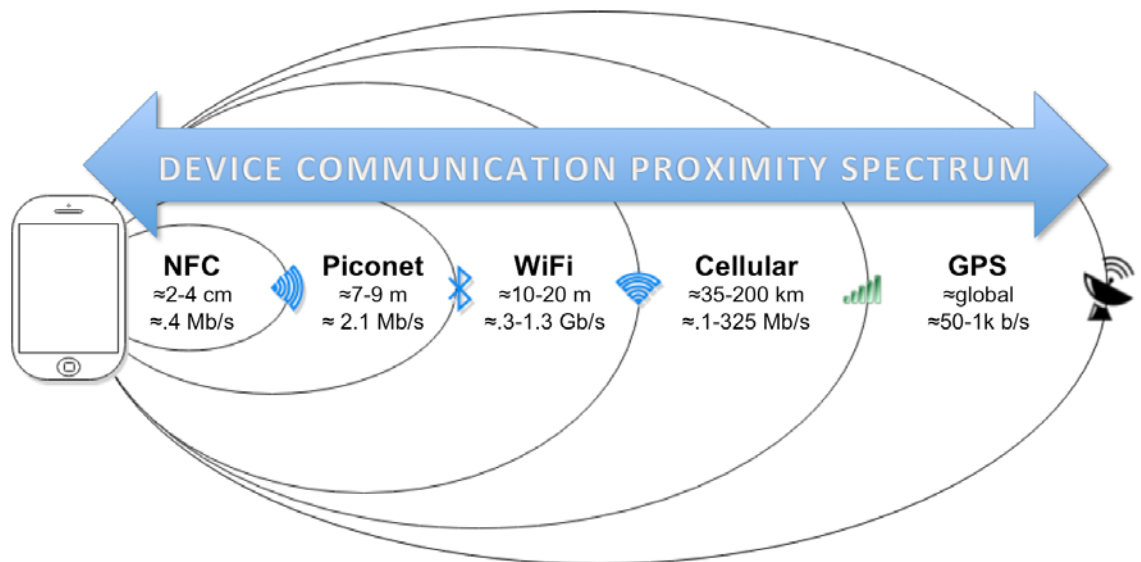 DEVICE COMMUNICATION PROXIMITY SPECTRUM
NFC
≈2-4 cm
≈.4 Mb/s
Piconet
≈7-9 m
≈ 2.1 Mb/s
WiFi
≈10-20 m
≈.3-1.3 Gb/s
Cellular
≈35-200 km
≈.1-325 Mb/s
GPS
≈global
≈50-1k b/s